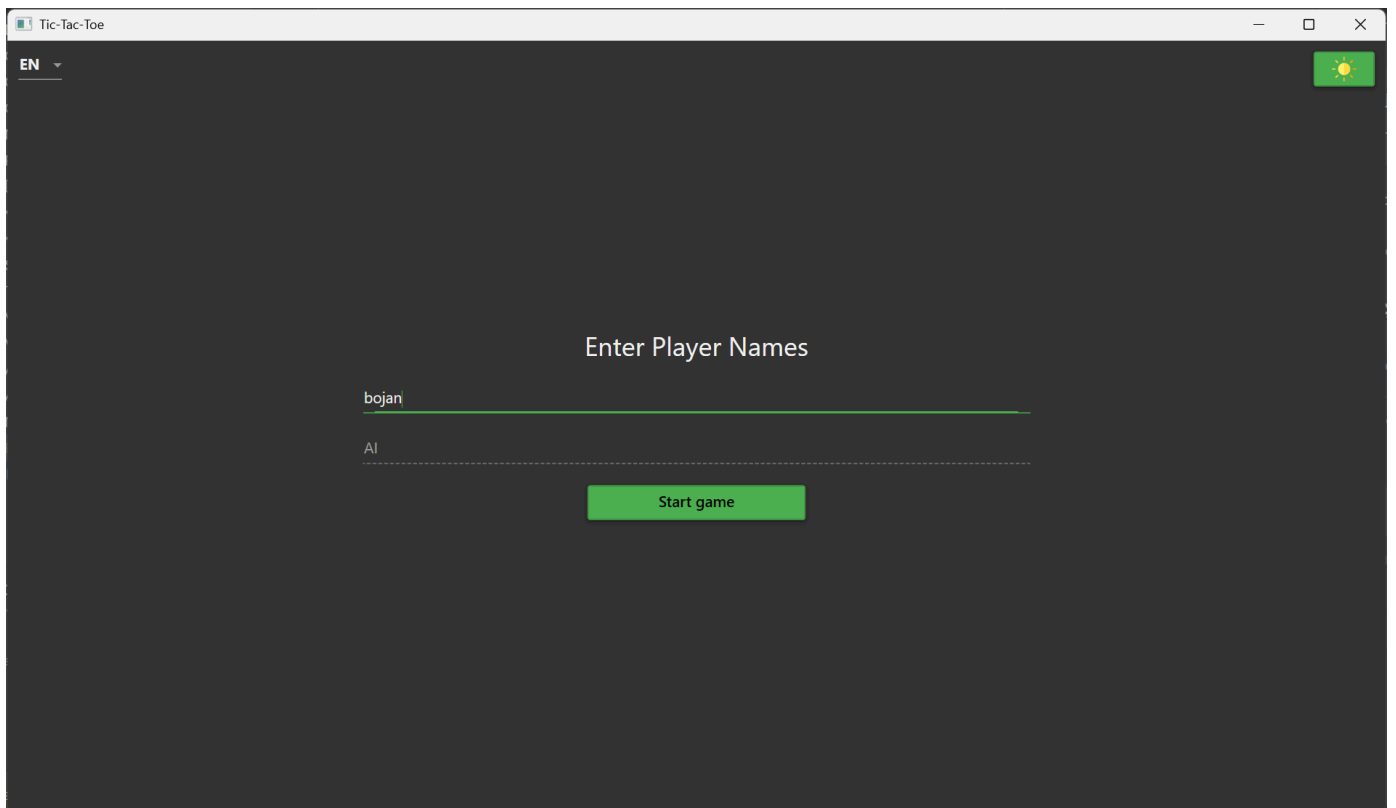 Tic-Tac-Toe
EN
Enter Player Names
bojan
AI
Start game